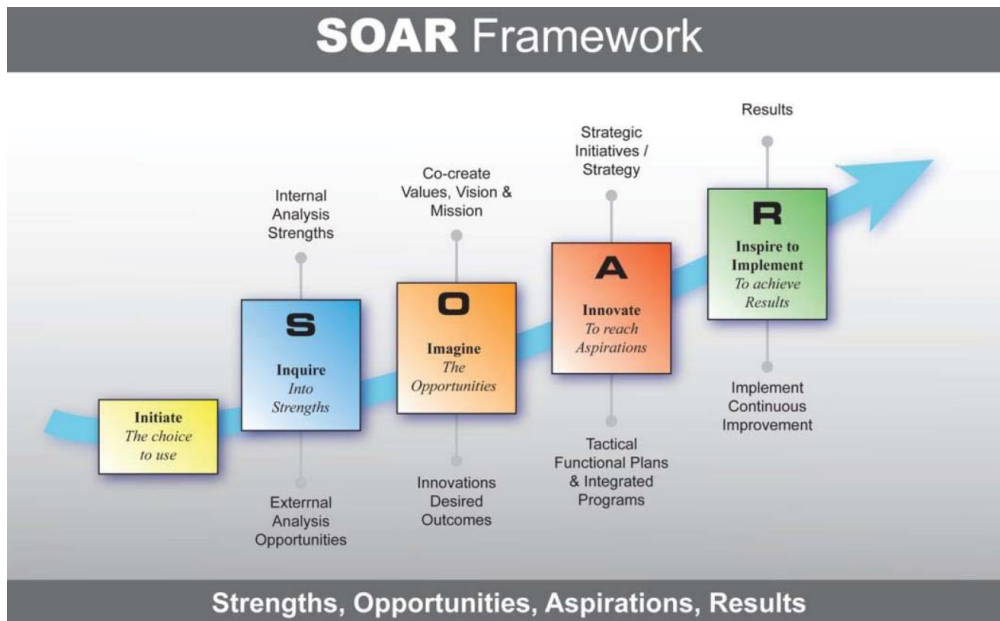 SOAR Framework
Initiate
The choice
to use
Internal
Analysis
Strengths
S
Inquire
Into
Strengths
Exterrnal
Analysis
Opportunities
Co-create
Values, Vision &
Mission
O
Imagine
The
Opportunities
Innovations
Desired
Outcomes
Strategic
Initiatives /
Strategy
A
Innovate
To reach
Aspirations
Tactical
Functional Plans
& Integrated
Programs
Results
R
Inspire to
Implement
To achieve
Results
Implement
Continuous
Improvement
Strengths, Opportunities, Aspirations, Results